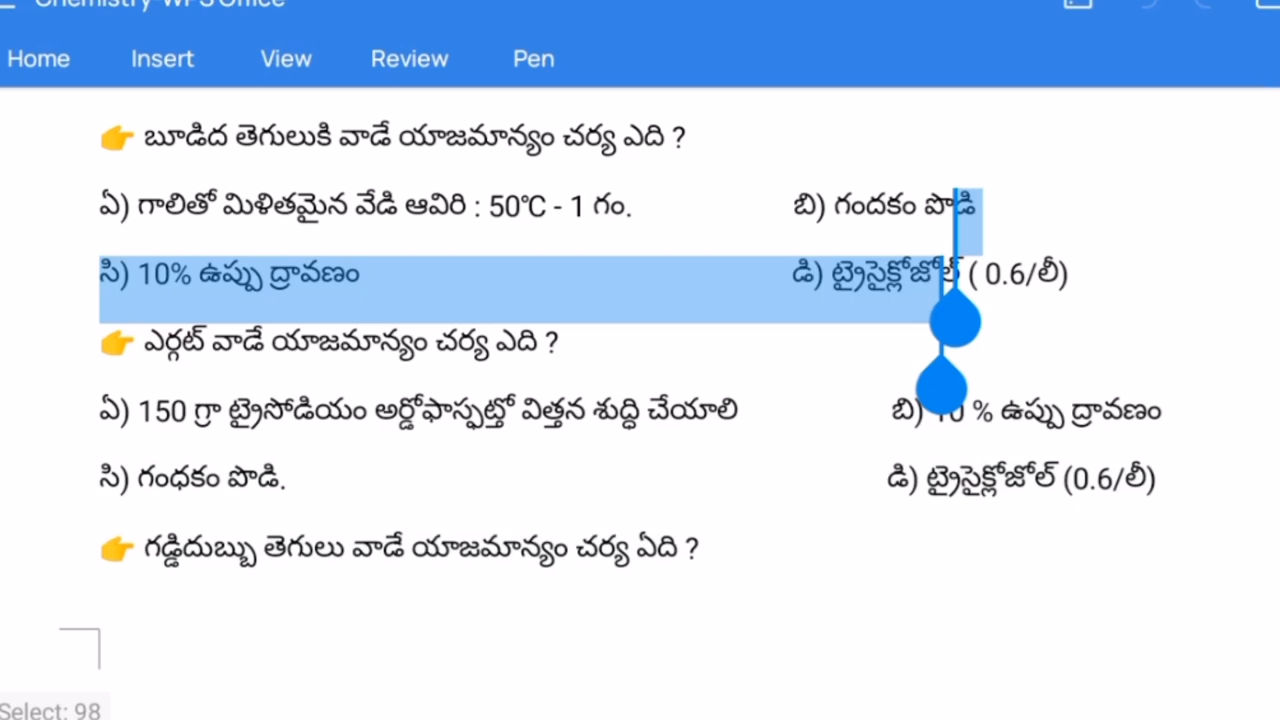 Chemistry-WPS Office
Home Insert View Review Pen
👉 బూడిద తెగులుకి వాడే యాజమాన్యం చర్య ఎది ?
ఏ) గాలితో మిళితమైన వేడి ఆవిరి : 50℃ - 1 గం. బి) గందకం పొడి
సి) 10% ఉప్పు ద్రావణం డి) ట్రైసైక్లోజోల్ ( 0.6/లీ)
👉 ఎర్గట్ వాడే యాజమాన్యం చర్య ఎది ?
ఏ) 150 గ్రా ట్రైసోడియం అర్డోఫాస్ఫట్తో విత్తన శుద్ధి చేయాలి బి) 10 % ఉప్పు ద్రావణం
సి) గంధకం పొడి. డి) ట్రైసైక్లోజోల్ (0.6/లీ)
👉 గడ్డిదుబ్బు తెగులు వాడే యాజమాన్యం చర్య ఏది ?
Select: 98